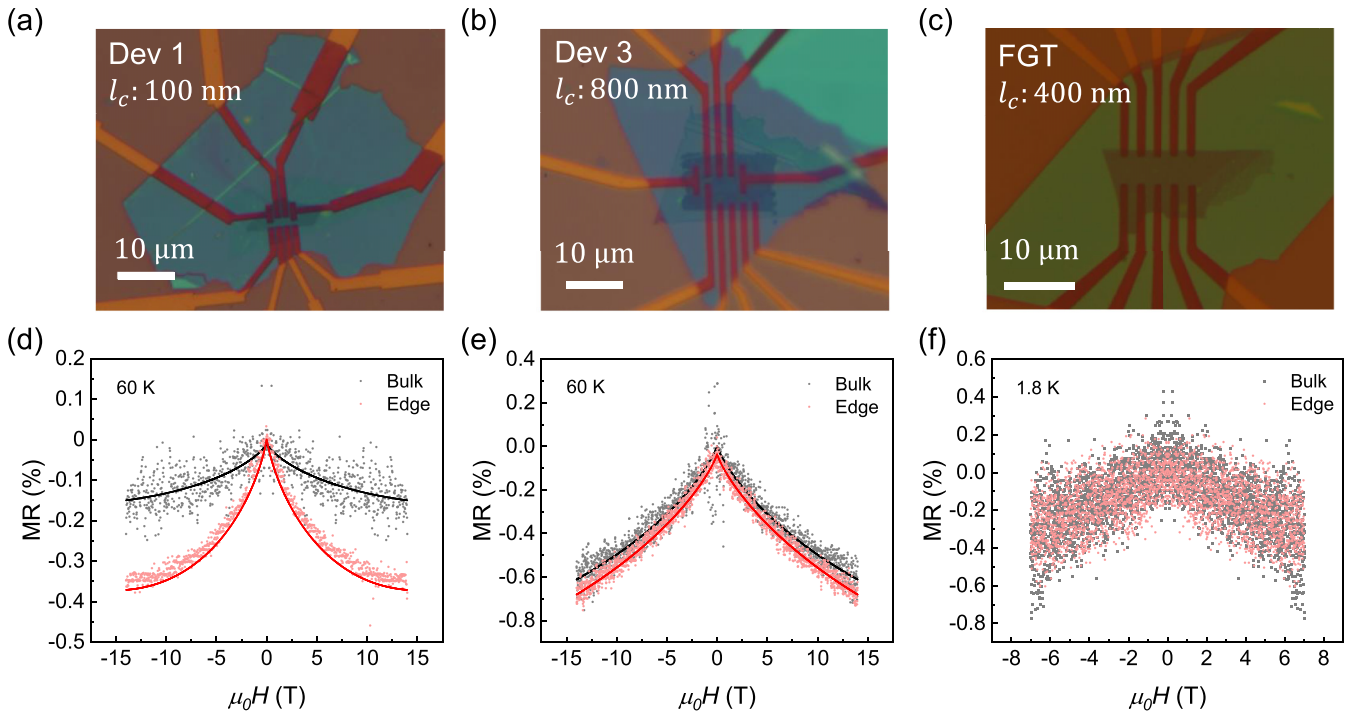 (a)
Dev 1
l_c: 100 nm
10 μm
(b)
Dev 3
l_c: 800 nm
10 μm
(c)
FGT
l_c: 400 nm
10 μm
(d)
0.2
0.1
0
-0.1
-0.2
-0.3
-0.4
-0.5
MR (%)
60 K
Bulk
Edge
-15 -10 -5 0 5 10 15
μ₀H (T)
(e)
0.4
0.2
0.0
-0.2
-0.4
-0.6
-0.8
MR (%)
60 K
Bulk
Edge
-15 -10 -5 0 5 10 15
μ₀H (T)
(f)
0.6
0.4
0.2
0.0
-0.2
-0.4
-0.6
-0.8
MR (%)
1.8 K
Bulk
Edge
-8 -6 -4 -2 0 2 4 6 8
μ₀H (T)